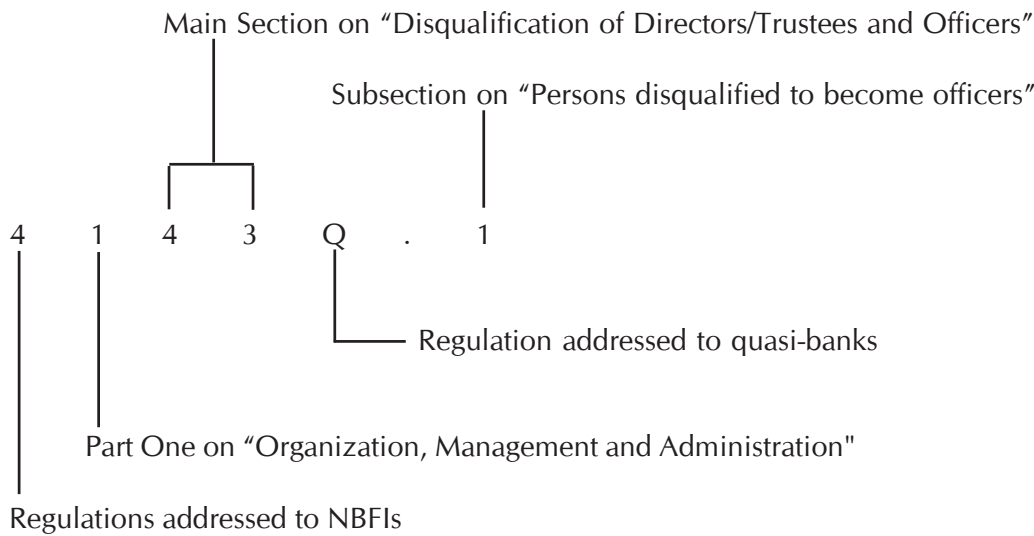 Main Section on “Disqualification of Directors/Trustees and Officers”
Subsection on “Persons disqualified to become officers”
4 1 4 3 Q . 1
Regulation addressed to quasi-banks
Part One on “Organization, Management and Administration"
Regulations addressed to NBFIs